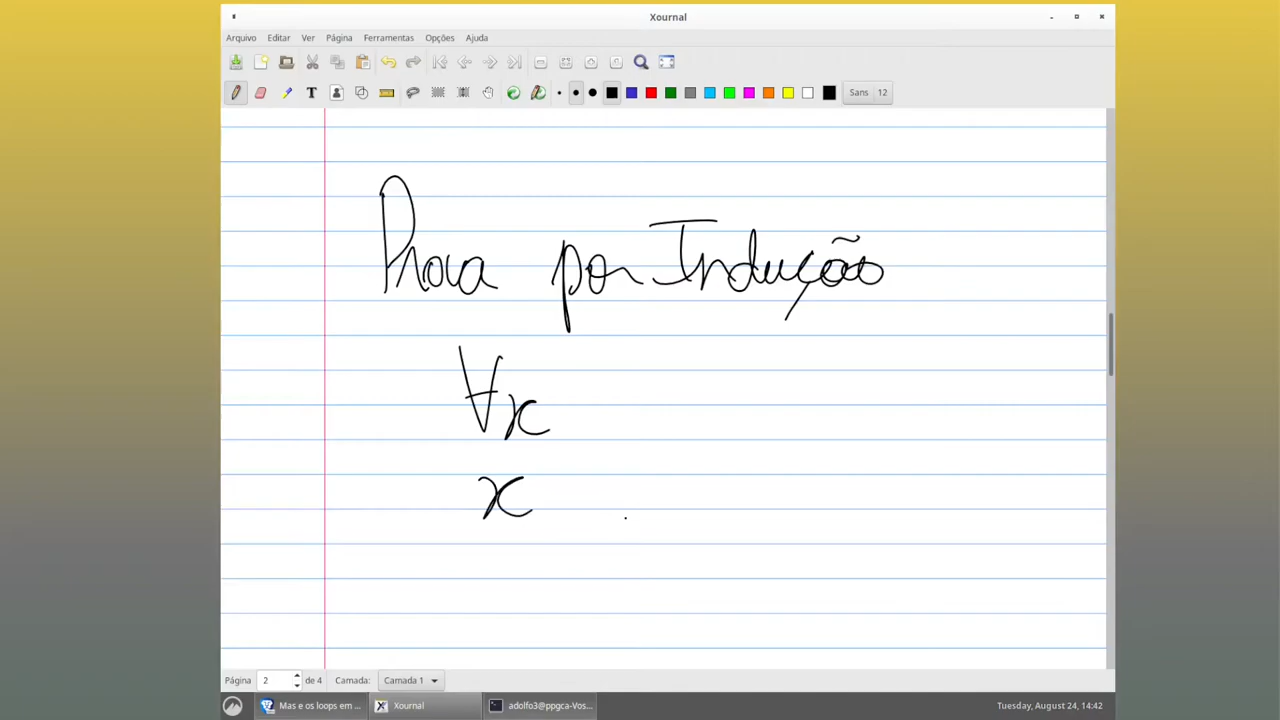 Xournal
Arquivo Editar Ver Página Ferramentas Opções Ajuda
T Sans 12
Prova por Indução
∀x
x
Página 2 de 4 Camada: Camada 1
Mas e os loops em ... Xournal adolfo3@ppgca-Vos... Tuesday, August 24, 14:42